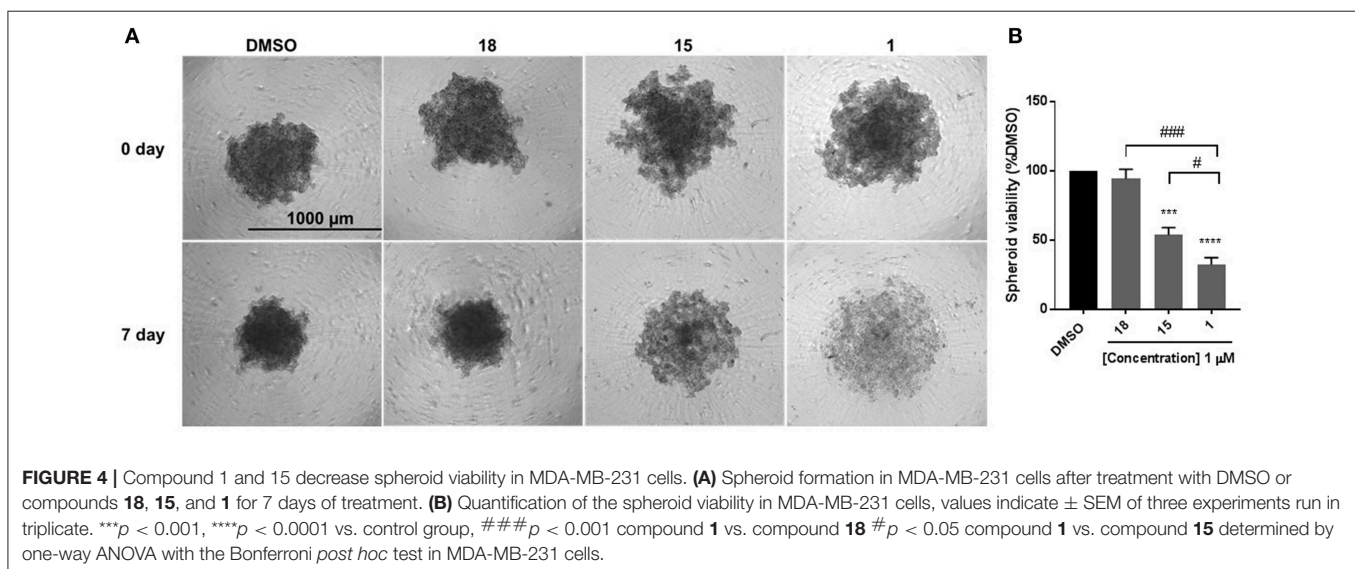 A
DMSO 18 15 1
0 day
1000 µm
7 day
B
Spheroid viability (%DMSO)
150
100
50
0
###
#
***
****
DMSO 18 15 1
[Concentration] 1 µM
FIGURE 4 | Compound 1 and 15 decrease spheroid viability in MDA-MB-231 cells. (A) Spheroid formation in MDA-MB-231 cells after treatment with DMSO or
compounds 18, 15, and 1 for 7 days of treatment. (B) Quantification of the spheroid viability in MDA-MB-231 cells, values indicate ± SEM of three experiments run in
triplicate. ***p < 0.001, ****p < 0.0001 vs. control group, ###p < 0.001 compound 1 vs. compound 18 #p < 0.05 compound 1 vs. compound 15 determined by
one-way ANOVA with the Bonferroni post hoc test in MDA-MB-231 cells.